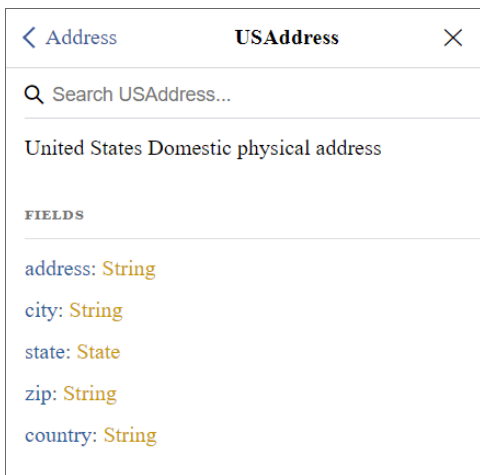 Address USAddress
Search USAddress...
United States Domestic physical address
FIELDS
address: String
city: String
state: State
zip: String
country: String